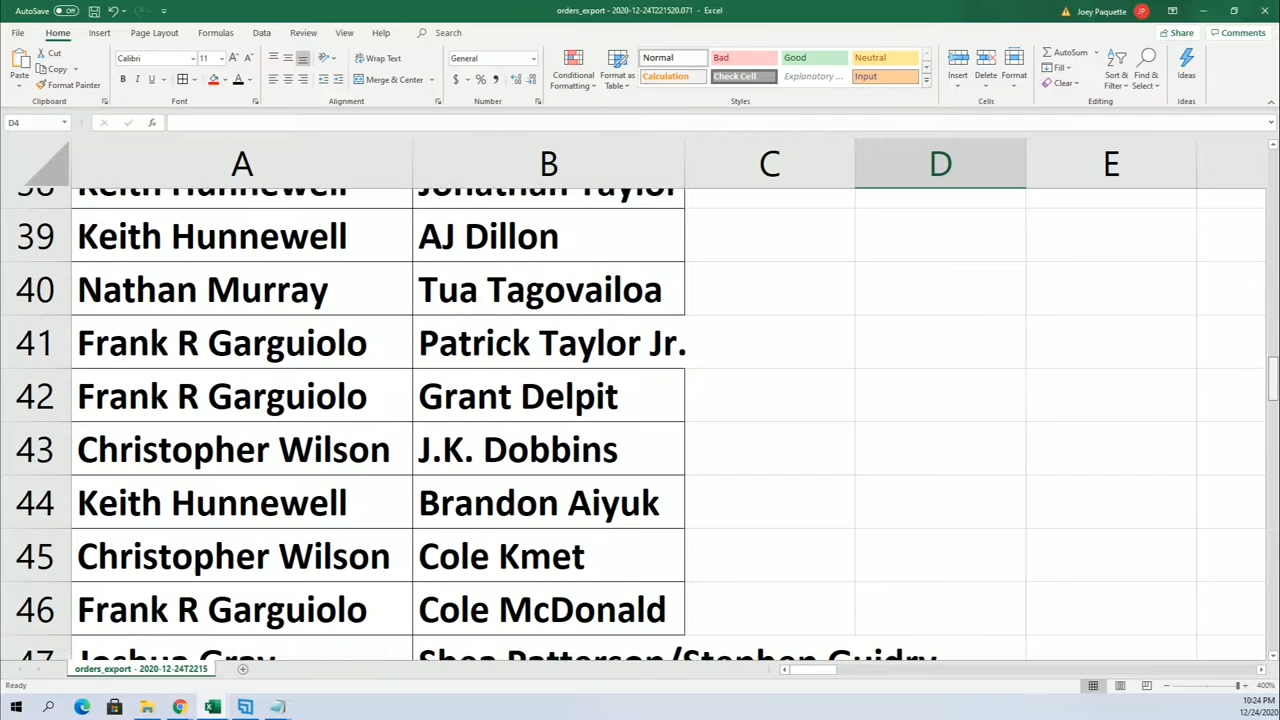 AutoSave Off
orders_export - 2020-12-24T221520.071 - Excel
Joey Paquette JP
File Home Insert Page Layout Formulas Data Review View Help Search
Share Comments
Paste
Cut
Copy
Format Painter
Clipboard
Calibri 11
B I U
Font
Wrap Text
Merge & Center
Alignment
General
$ % 9
Number
Conditional Formatting
Format as Table
Normal Bad Good Neutral
Calculation Check Cell Explanatory ... Input
Styles
Insert Delete Format
Cells
AutoSum
Fill
Clear
Sort & Filter
Find & Select
Editing
Ideas
Ideas
D4 fx
A B C D E
38 Keith Hunnewell Jonathan Taylor
39 Keith Hunnewell AJ Dillon
40 Nathan Murray Tua Tagovailoa
41 Frank R Garguiolo Patrick Taylor Jr.
42 Frank R Garguiolo Grant Delpit
43 Christopher Wilson J.K. Dobbins
44 Keith Hunnewell Brandon Aiyuk
45 Christopher Wilson Cole Kmet
46 Frank R Garguiolo Cole McDonald
47 Joshua Gray Shea Patterson/Stephen Guidry
orders_export - 2020-12-24T2215
Ready
400%
10:24 PM
12/24/2020